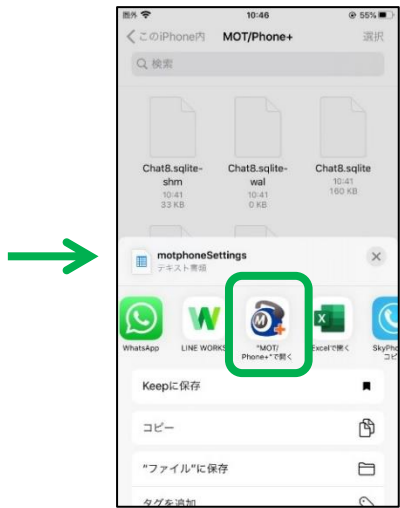 圏外 10:46 55%
このiPhone内 MOT/Phone+ 選択
検索
Chat8.sqlite-shm
10:41
33 KB
Chat8.sqlite-wal
10:41
0 KB
Chat8.sqlite
10:41
160 KB
motphoneSettings
テキスト書類
WhatsApp
LINE WORKS
"MOT/
Phone+"で開く
Excelで開く
SkyPho
Keepに保存
コピー
"ファイル"に保存
タグを追加